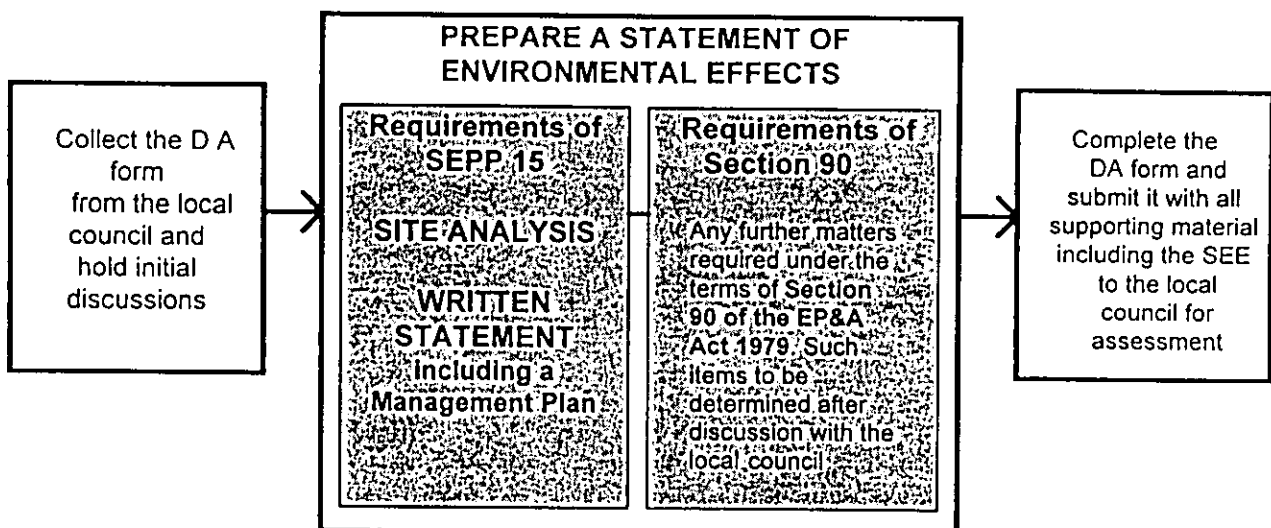 Collect the D A
form
from the local
council and
hold initial
discussions
PREPARE A STATEMENT OF
ENVIRONMENTAL EFFECTS
Requirements of
SEPP 15
SITE ANALYSIS
WRITTEN
STATEMENT
including a
Management Plan
Requirements of
Section 90
Any further matters
required under the
terms of Section
90 of the EP&A
Act 1979. Such
items to be
determined after
discussion with the
local council
Complete the
DA form and
submit it with all
supporting material
including the SEE
to the local
council for
assessment